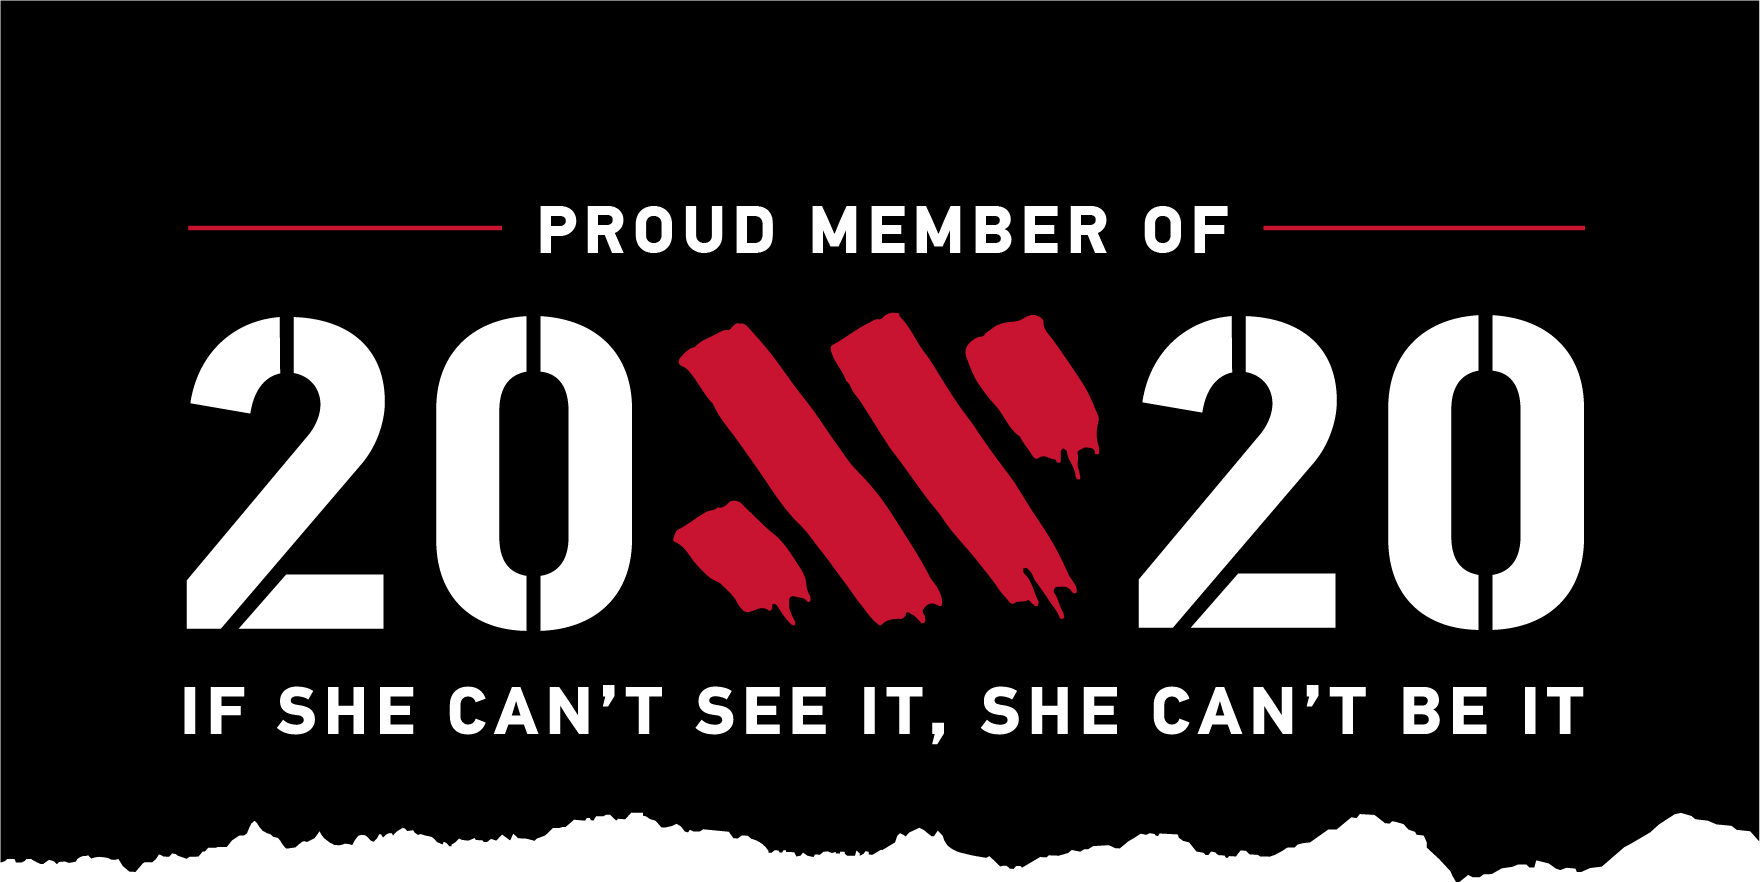 PROUD MEMBER OF
20 20
IF SHE CAN’T SEE IT, SHE CAN’T BE IT